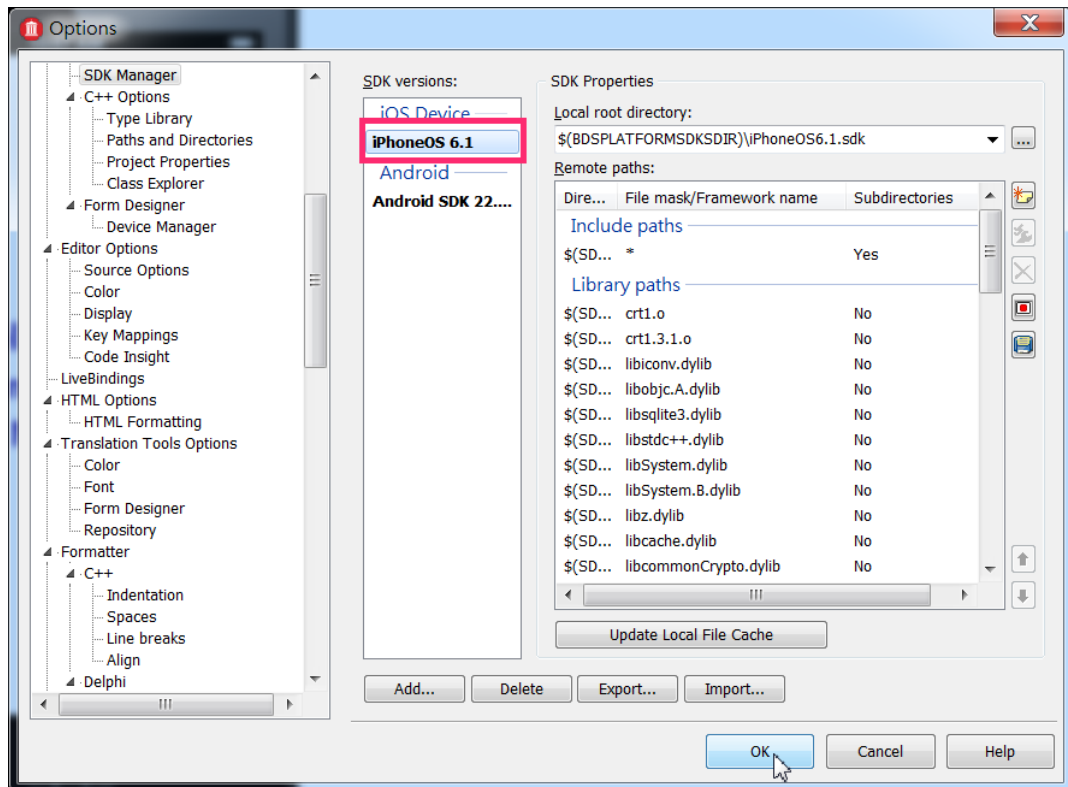 Options
SDK Manager
C++ Options
Type Library
Paths and Directories
Project Properties
Class Explorer
Form Designer
Device Manager
Editor Options
Source Options
Color
Display
Key Mappings
Code Insight
LiveBindings
HTML Options
HTML Formatting
Translation Tools Options
Color
Font
Form Designer
Repository
Formatter
C++
Indentation
Spaces
Line breaks
Align
Delphi
SDK versions:
iOS Device
iPhoneOS 6.1
Android
Android SDK 22....
SDK Properties
Local root directory:
$(BDSPLATFORMSDKSDIR)\iPhoneOS6.1.sdk
...
Remote paths:
Dire... File mask/Framework name Subdirectories
Include paths
$(SD... * Yes
Library paths
$(SD... crt1.o No
$(SD... crt1.3.1.o No
$(SD... libiconv.dylib No
$(SD... libobjc.A.dylib No
$(SD... libsqlite3.dylib No
$(SD... libstdc++.dylib No
$(SD... libSystem.dylib No
$(SD... libSystem.B.dylib No
$(SD... libz.dylib No
$(SD... libcache.dylib No
$(SD... libcommonCrypto.dylib No
Update Local File Cache
Add... Delete Export... Import...
OK Cancel Help